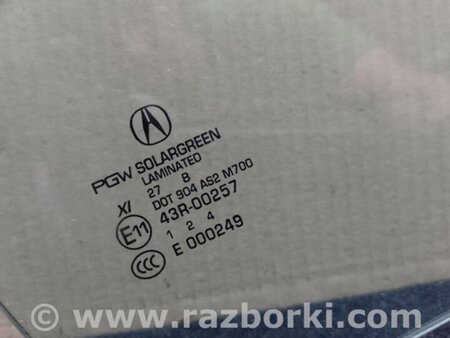 PGW SOLARGREEN
LAMINATED
27 8
XI DOT 904 AS2 M700
E11 43R-00257
1 2 4
CCC E 000249
www.razborki.com